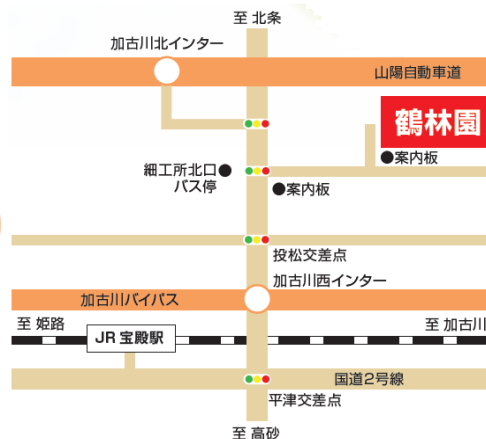 至 北条
加古川北インター
山陽自動車道
鶴林園
●案内板
細工所北口●
バス停
●案内板
投松交差点
加古川西インター
加古川バイパス
至 姫路
至 加古川
JR 宝殿駅
国道2号線
平津交差点
至 高砂